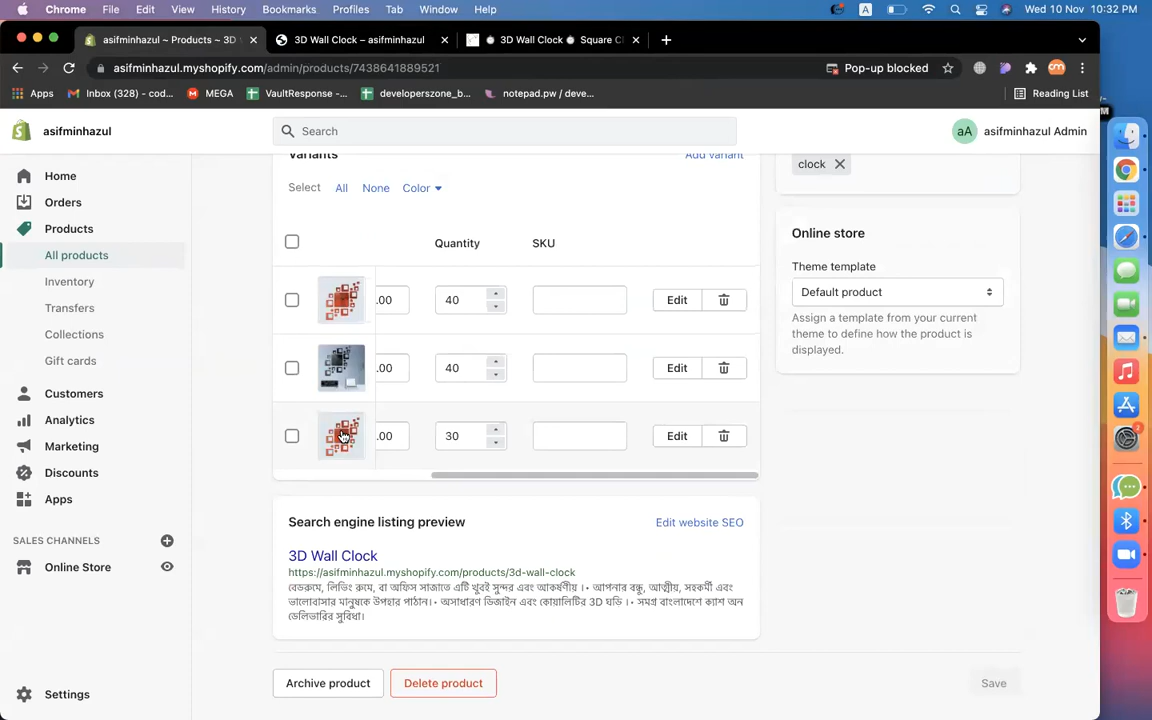 Chrome File Edit View History Bookmarks Profiles Tab Window Help A Wed 10 Nov 10:32 PM
asifminhazul ~ Products ~ 3D 3D Wall Clock – asifminhazul 3D Wall Clock Square C
asifminhazul.myshopify.com/admin/products/7438641889521 Pop-up blocked
Apps Inbox (328) - cod... MEGA VaultResponse -... developerszone_b... notepad.pw / deve... Reading List
asifminhazul Search aA asifminhazul Admin
Variants Add variant clock
Home
Select All None Color
Orders
Products Online store
Quantity SKU
All products Theme template
Inventory .00 40 Edit Default product
Transfers Assign a template from your current
Collections theme to define how the product is
displayed.
Gift cards .00 40 Edit
Customers
Analytics
Marketing .00 30 Edit
Discounts
Apps
Search engine listing preview Edit website SEO
SALES CHANNELS
3D Wall Clock
Online Store https://asifminhazul.myshopify.com/products/3d-wall-clock
বেডরুমে, লিভিং রুমে, বা অফিস সাজাতে এটি খুবই সুন্দর এবং আকর্ষণীয় ।• আপনার বন্ধু, আত্মীয়, সহকর্মী এবং
ভালোবাসার মানুষকে উপহার পাঠান।• অসাধারণ ডিজাইন এবং কোয়ালিটির 3D ঘড়ি ।• সমগ্র বাংলাদেশে ক্যাশ অন
ডেলিভারির সুবিধা।
Archive product Delete product Save
Settings